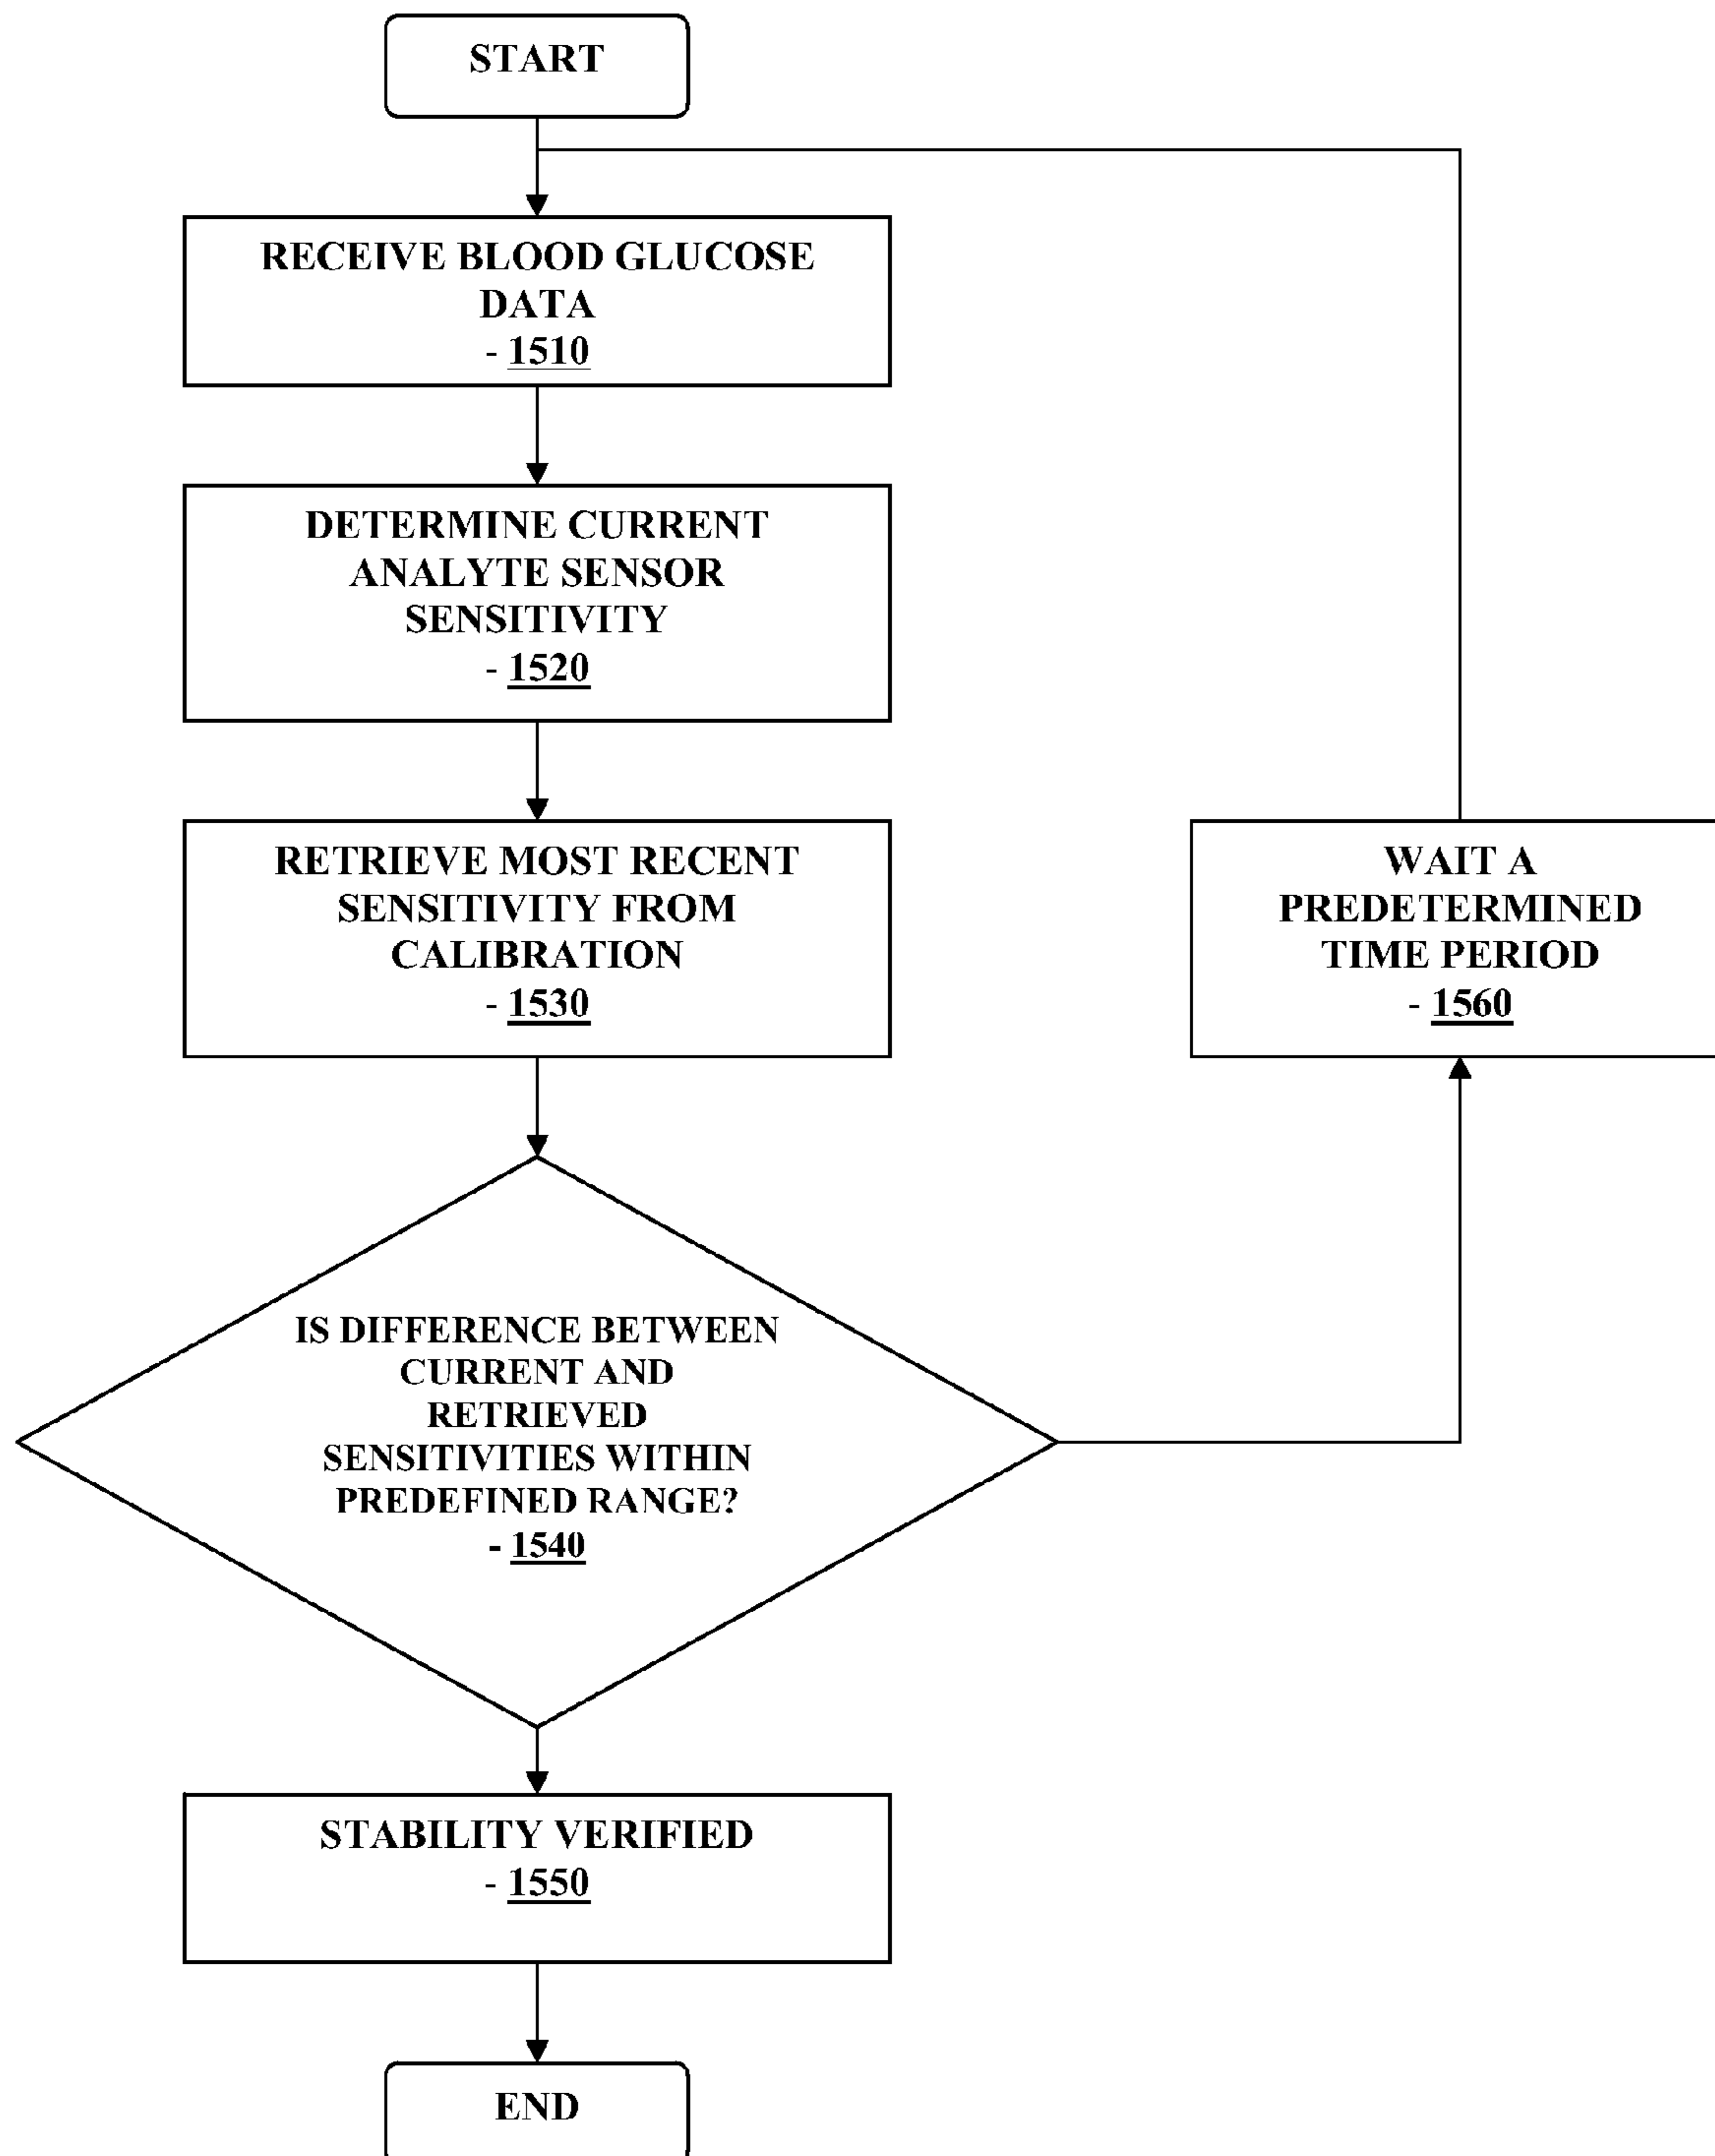 START
RECEIVE BLOOD GLUCOSE
DATA
- 1510
DETERMINE CURRENT
ANALYTE SENSOR
SENSITIVITY
- 1520
RETRIEVE MOST RECENT
SENSITIVITY FROM
CALIBRATION
- 1530
WAIT A
PREDETERMINED
TIME PERIOD
- 1560
IS DIFFERENCE BETWEEN
CURRENT AND
RETRIEVED
SENSITIVITIES WITHIN
PREDEFINED RANGE?
- 1540
STABILITY VERIFIED
- 1550
END